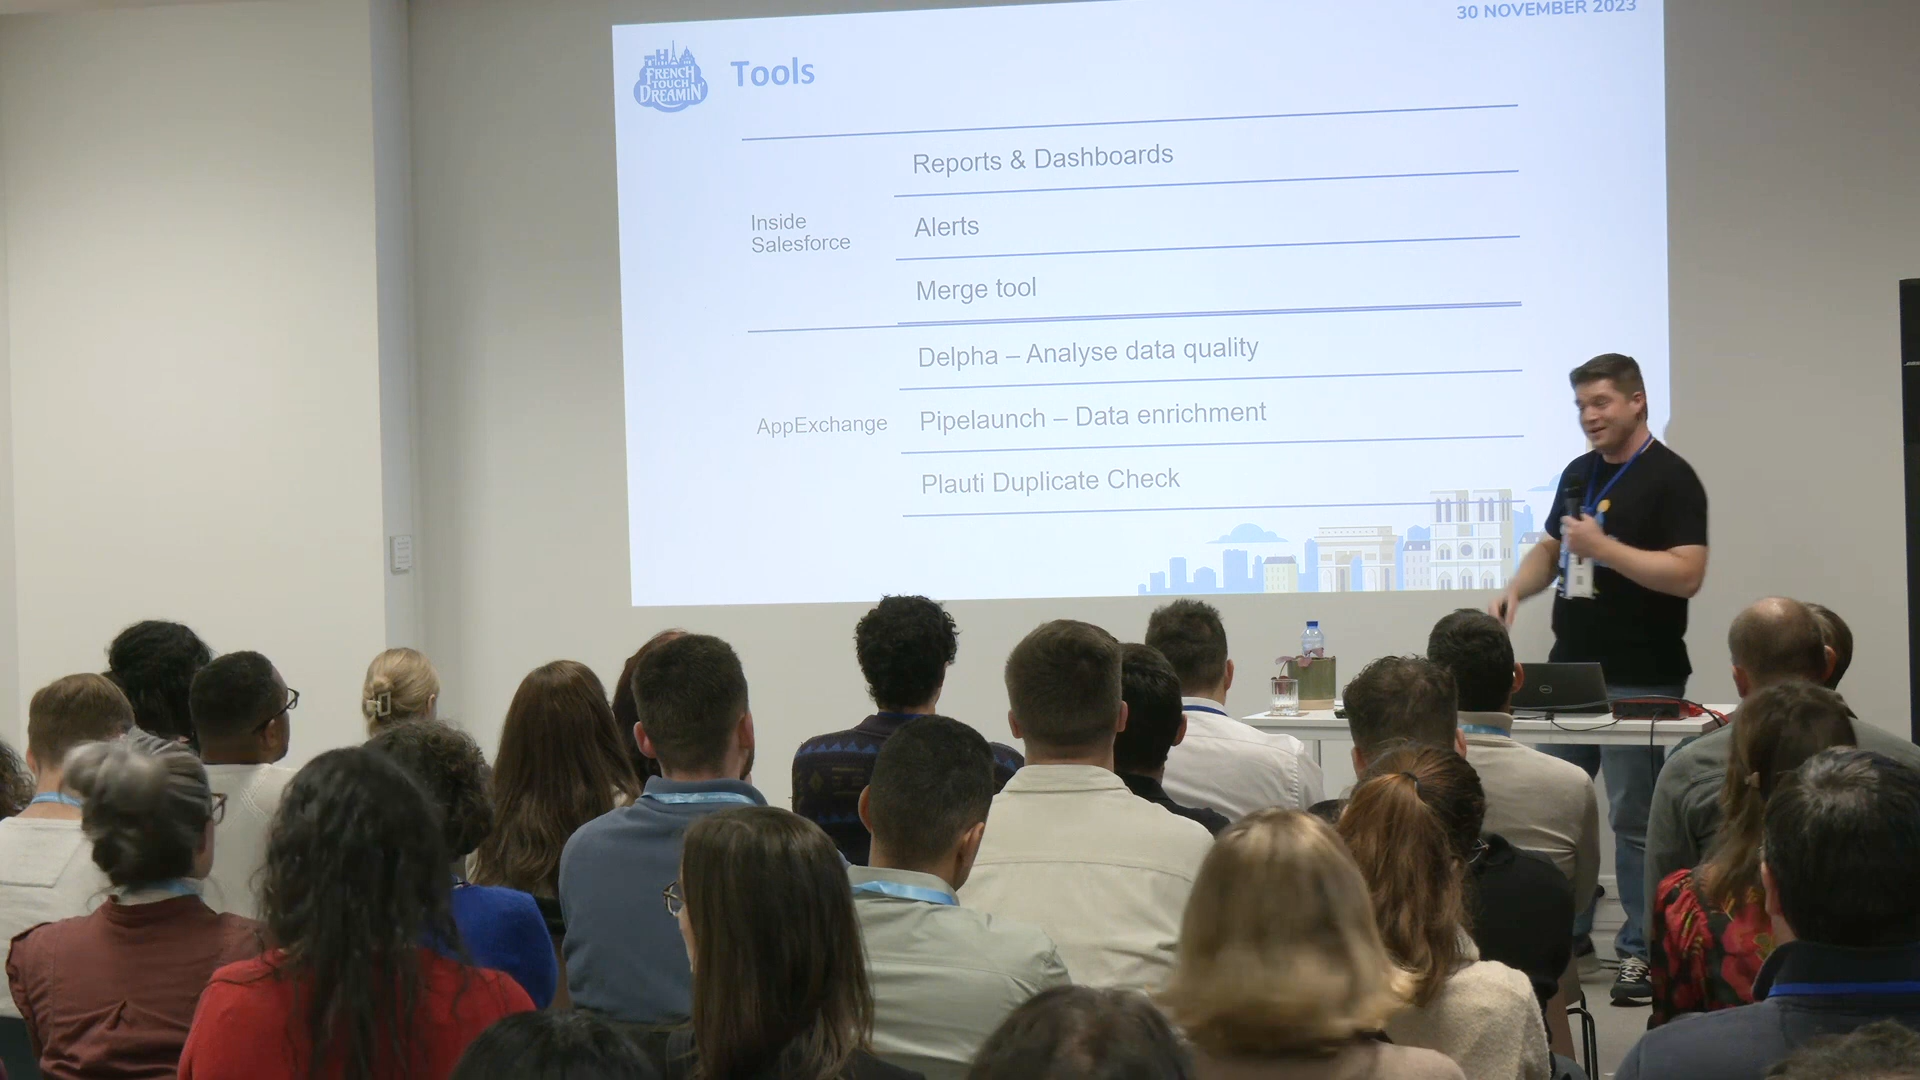 30 NOVEMBER 2023
FRENCH
TOUCH
DREAMIN'
Tools
Inside
Salesforce
Reports & Dashboards
Alerts
Merge tool
AppExchange
Delpha – Analyse data quality
Pipelaunch – Data enrichment
Plauti Duplicate Check
DELL